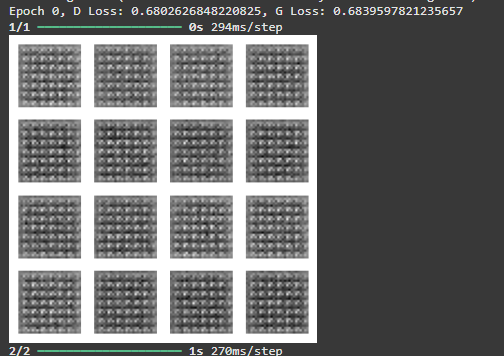 Epoch 0, D Loss: 0.6802626848220825, G Loss: 0.6839597821235657
1/1 ━━━━━━━━━━━━━━━━━━━━ 0s 294ms/step
2/2 ━━━━━━━━━━━━━━━━━━━━ 1s 270ms/step